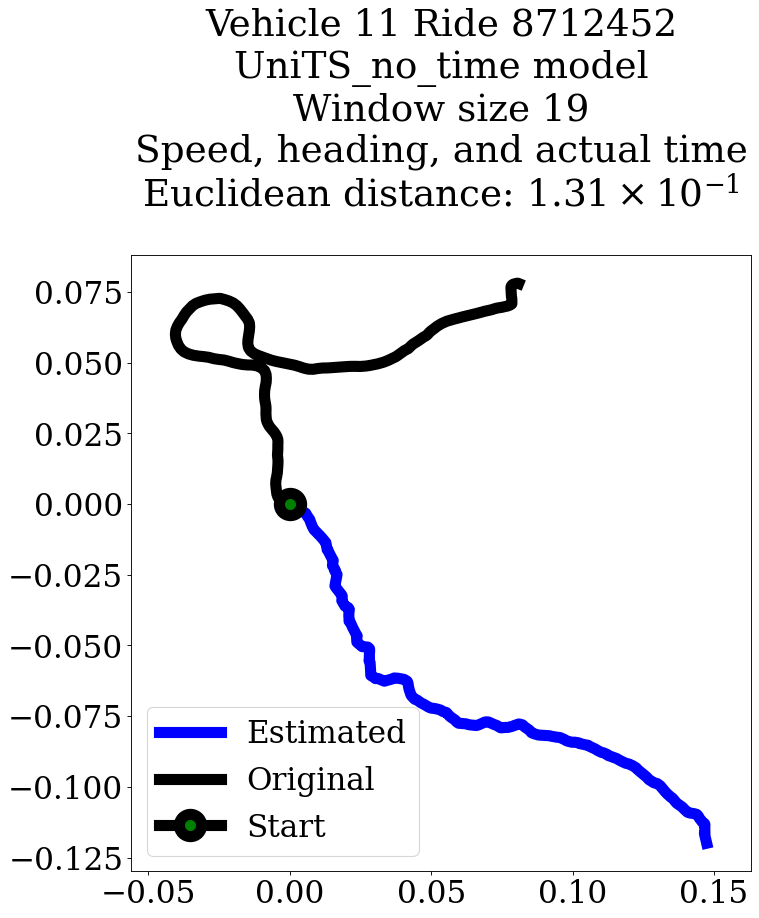 Vehicle 11 Ride 8712452
UniTS_no_time model
Window size 19
Speed, heading, and actual time
Euclidean distance: 1.31 × 10⁻¹
0.075
0.050
0.025
0.000
−0.025
−0.050
−0.075
−0.100
−0.125
Estimated
Original
Start
−0.05 0.00 0.05 0.10 0.15